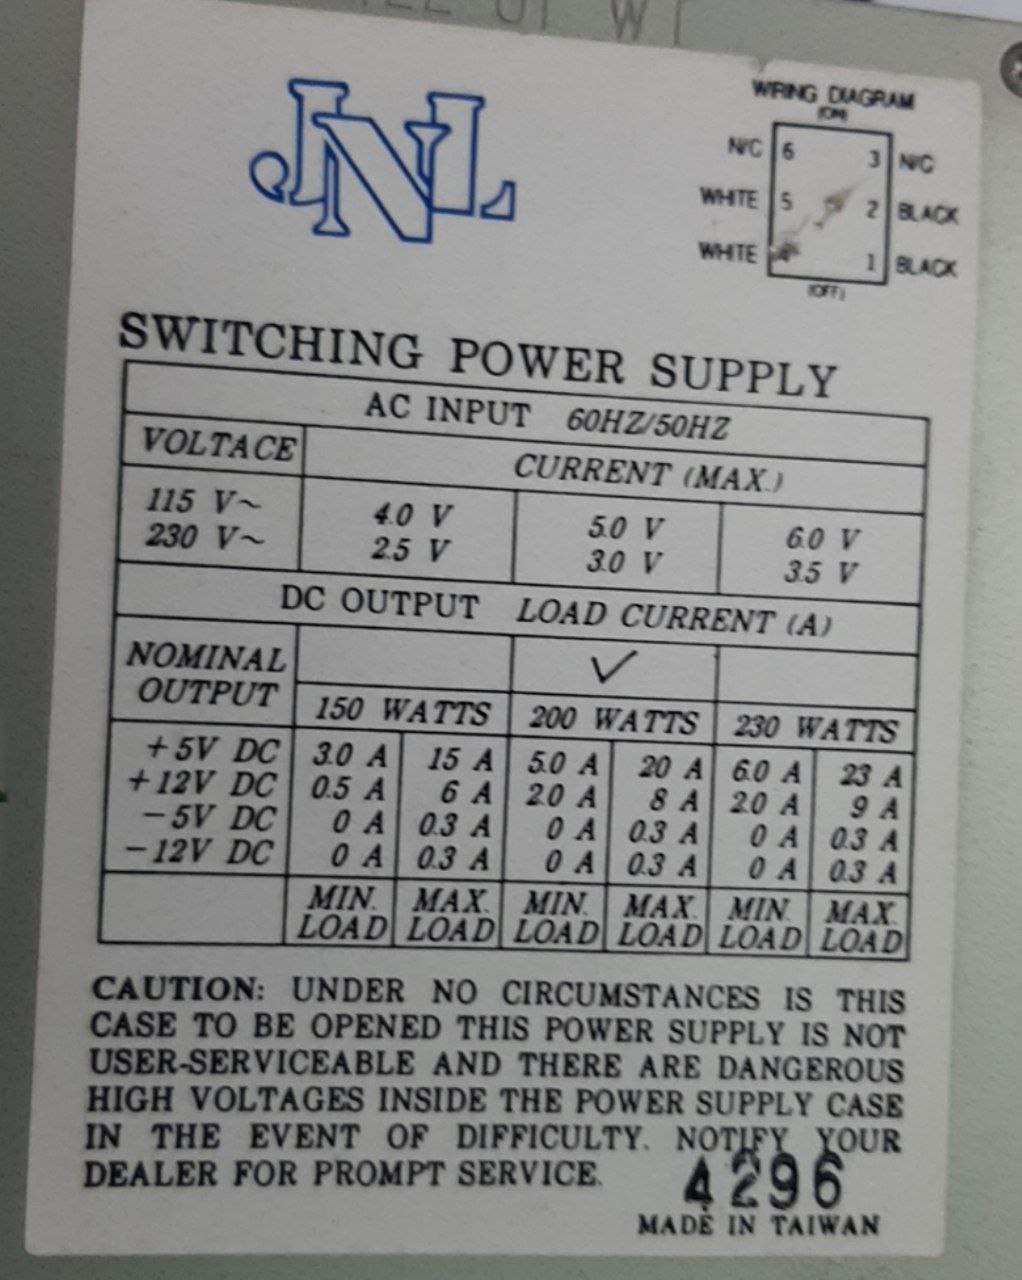 JNL
WIRING DIAGRAM
(ON)
N/C 6 3 N/C
WHITE 5 2 BLACK
WHITE 4 1 BLACK
(OFF)
SWITCHING POWER SUPPLY
AC INPUT 60HZ/50HZ
VOLTACE CURRENT (MAX.)
115 V~ 4.0 V 5.0 V 6.0 V
230 V~ 2.5 V 3.0 V 3.5 V
DC OUTPUT LOAD CURRENT (A)
NOMINAL ✓
OUTPUT 150 WATTS 200 WATTS 230 WATTS
+5V DC 3.0 A 15 A 5.0 A 20 A 6.0 A 23 A
+12V DC 0.5 A 6 A 2.0 A 8 A 2.0 A 9 A
-5V DC 0 A 0.3 A 0 A 0.3 A 0 A 0.3 A
-12V DC 0 A 0.3 A 0 A 0.3 A 0 A 0.3 A
MIN. MAX. MIN. MAX. MIN. MAX.
LOAD LOAD LOAD LOAD LOAD LOAD
CAUTION: UNDER NO CIRCUMSTANCES IS THIS
CASE TO BE OPENED THIS POWER SUPPLY IS NOT
USER-SERVICEABLE AND THERE ARE DANGEROUS
HIGH VOLTAGES INSIDE THE POWER SUPPLY CASE
IN THE EVENT OF DIFFICULTY. NOTIFY YOUR
DEALER FOR PROMPT SERVICE.
4296
MADE IN TAIWAN